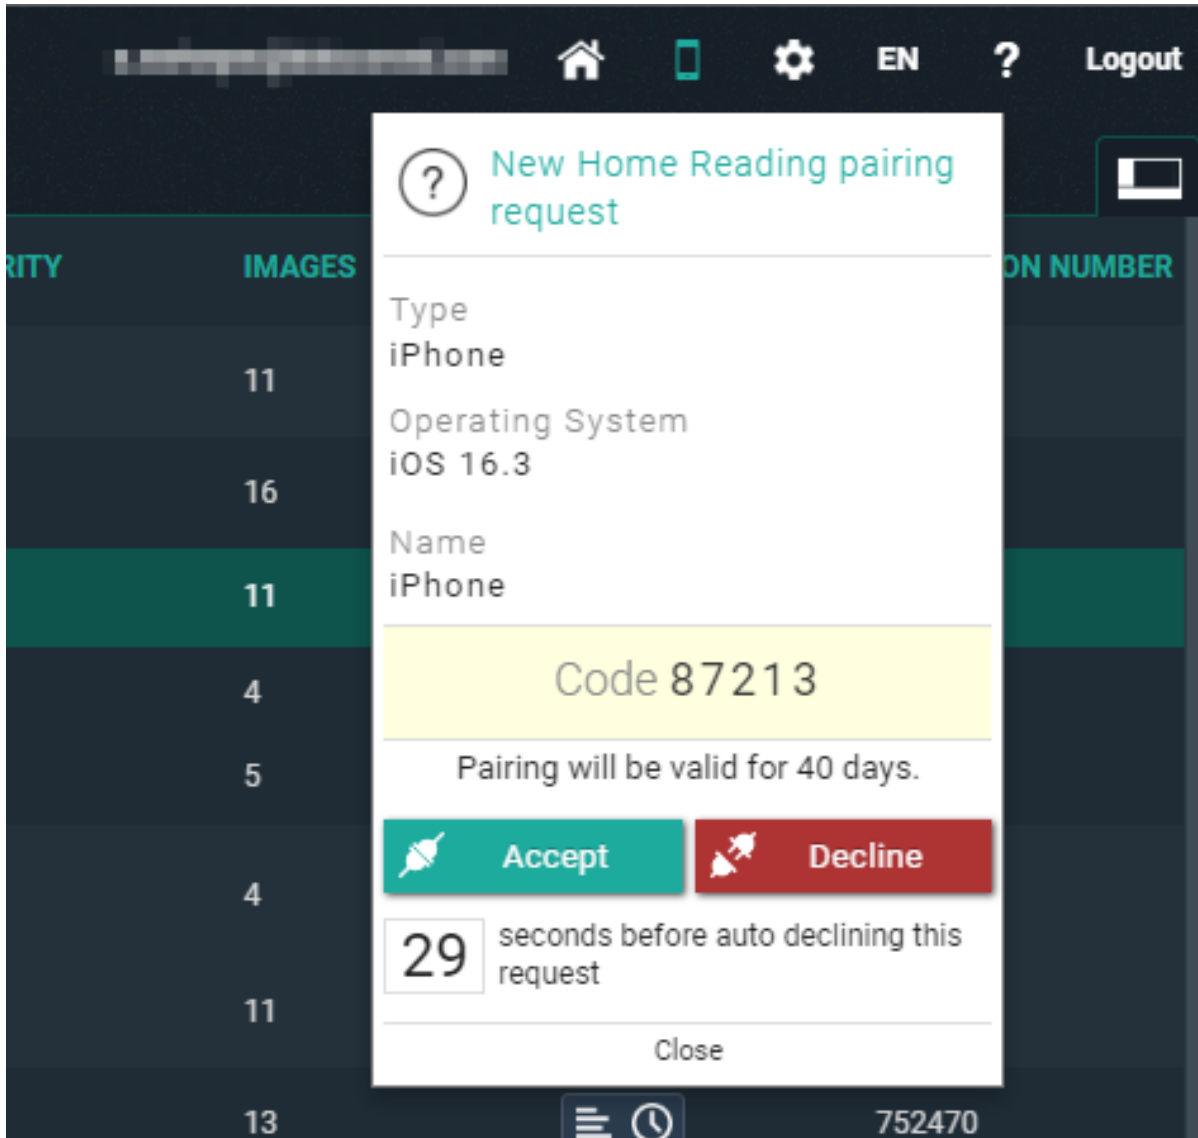 EN ? Logout
New Home Reading pairing
request
RITY IMAGES ON NUMBER
Type
iPhone
11
Operating System
iOS 16.3
16
Name
iPhone
11
Code 87213
4
Pairing will be valid for 40 days.
5
Accept Decline
4
29 seconds before auto declining this
request
11
Close
13 752470